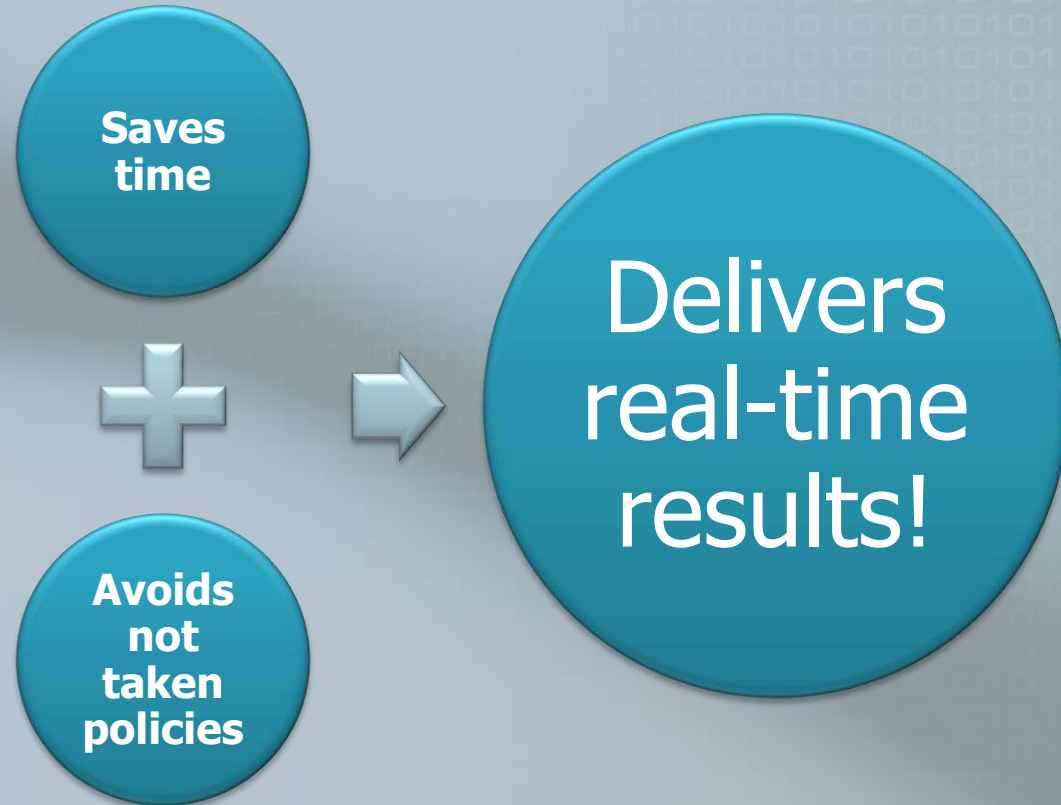 Saves
time
Avoids
not
taken
policies
Delivers
real-time
results!